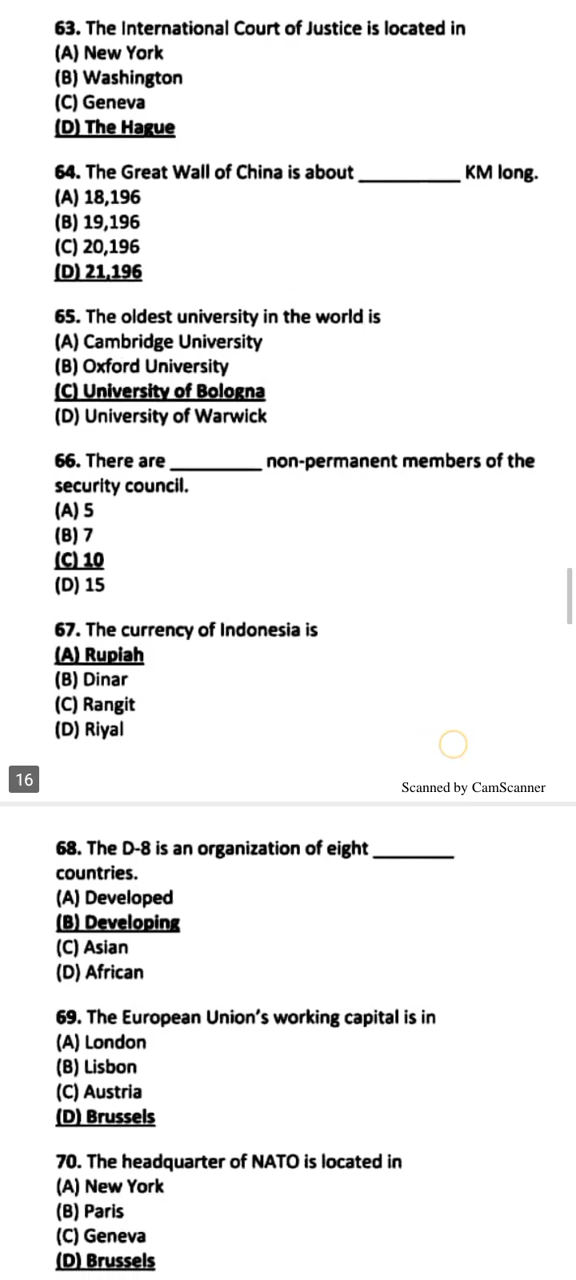 63. The International Court of Justice is located in
(A) New York
(B) Washington
(C) Geneva
(D) The Hague
64. The Great Wall of China is about __________ KM long.
(A) 18,196
(B) 19,196
(C) 20,196
(D) 21,196
65. The oldest university in the world is
(A) Cambridge University
(B) Oxford University
(C) University of Bologna
(D) University of Warwick
66. There are _________ non-permanent members of the
security council.
(A) 5
(B) 7
(C) 10
(D) 15
67. The currency of Indonesia is
(A) Rupiah
(B) Dinar
(C) Rangit
(D) Riyal
16
Scanned by CamScanner
68. The D-8 is an organization of eight ________
countries.
(A) Developed
(B) Developing
(C) Asian
(D) African
69. The European Union's working capital is in
(A) London
(B) Lisbon
(C) Austria
(D) Brussels
70. The headquarter of NATO is located in
(A) New York
(B) Paris
(C) Geneva
(D) Brussels